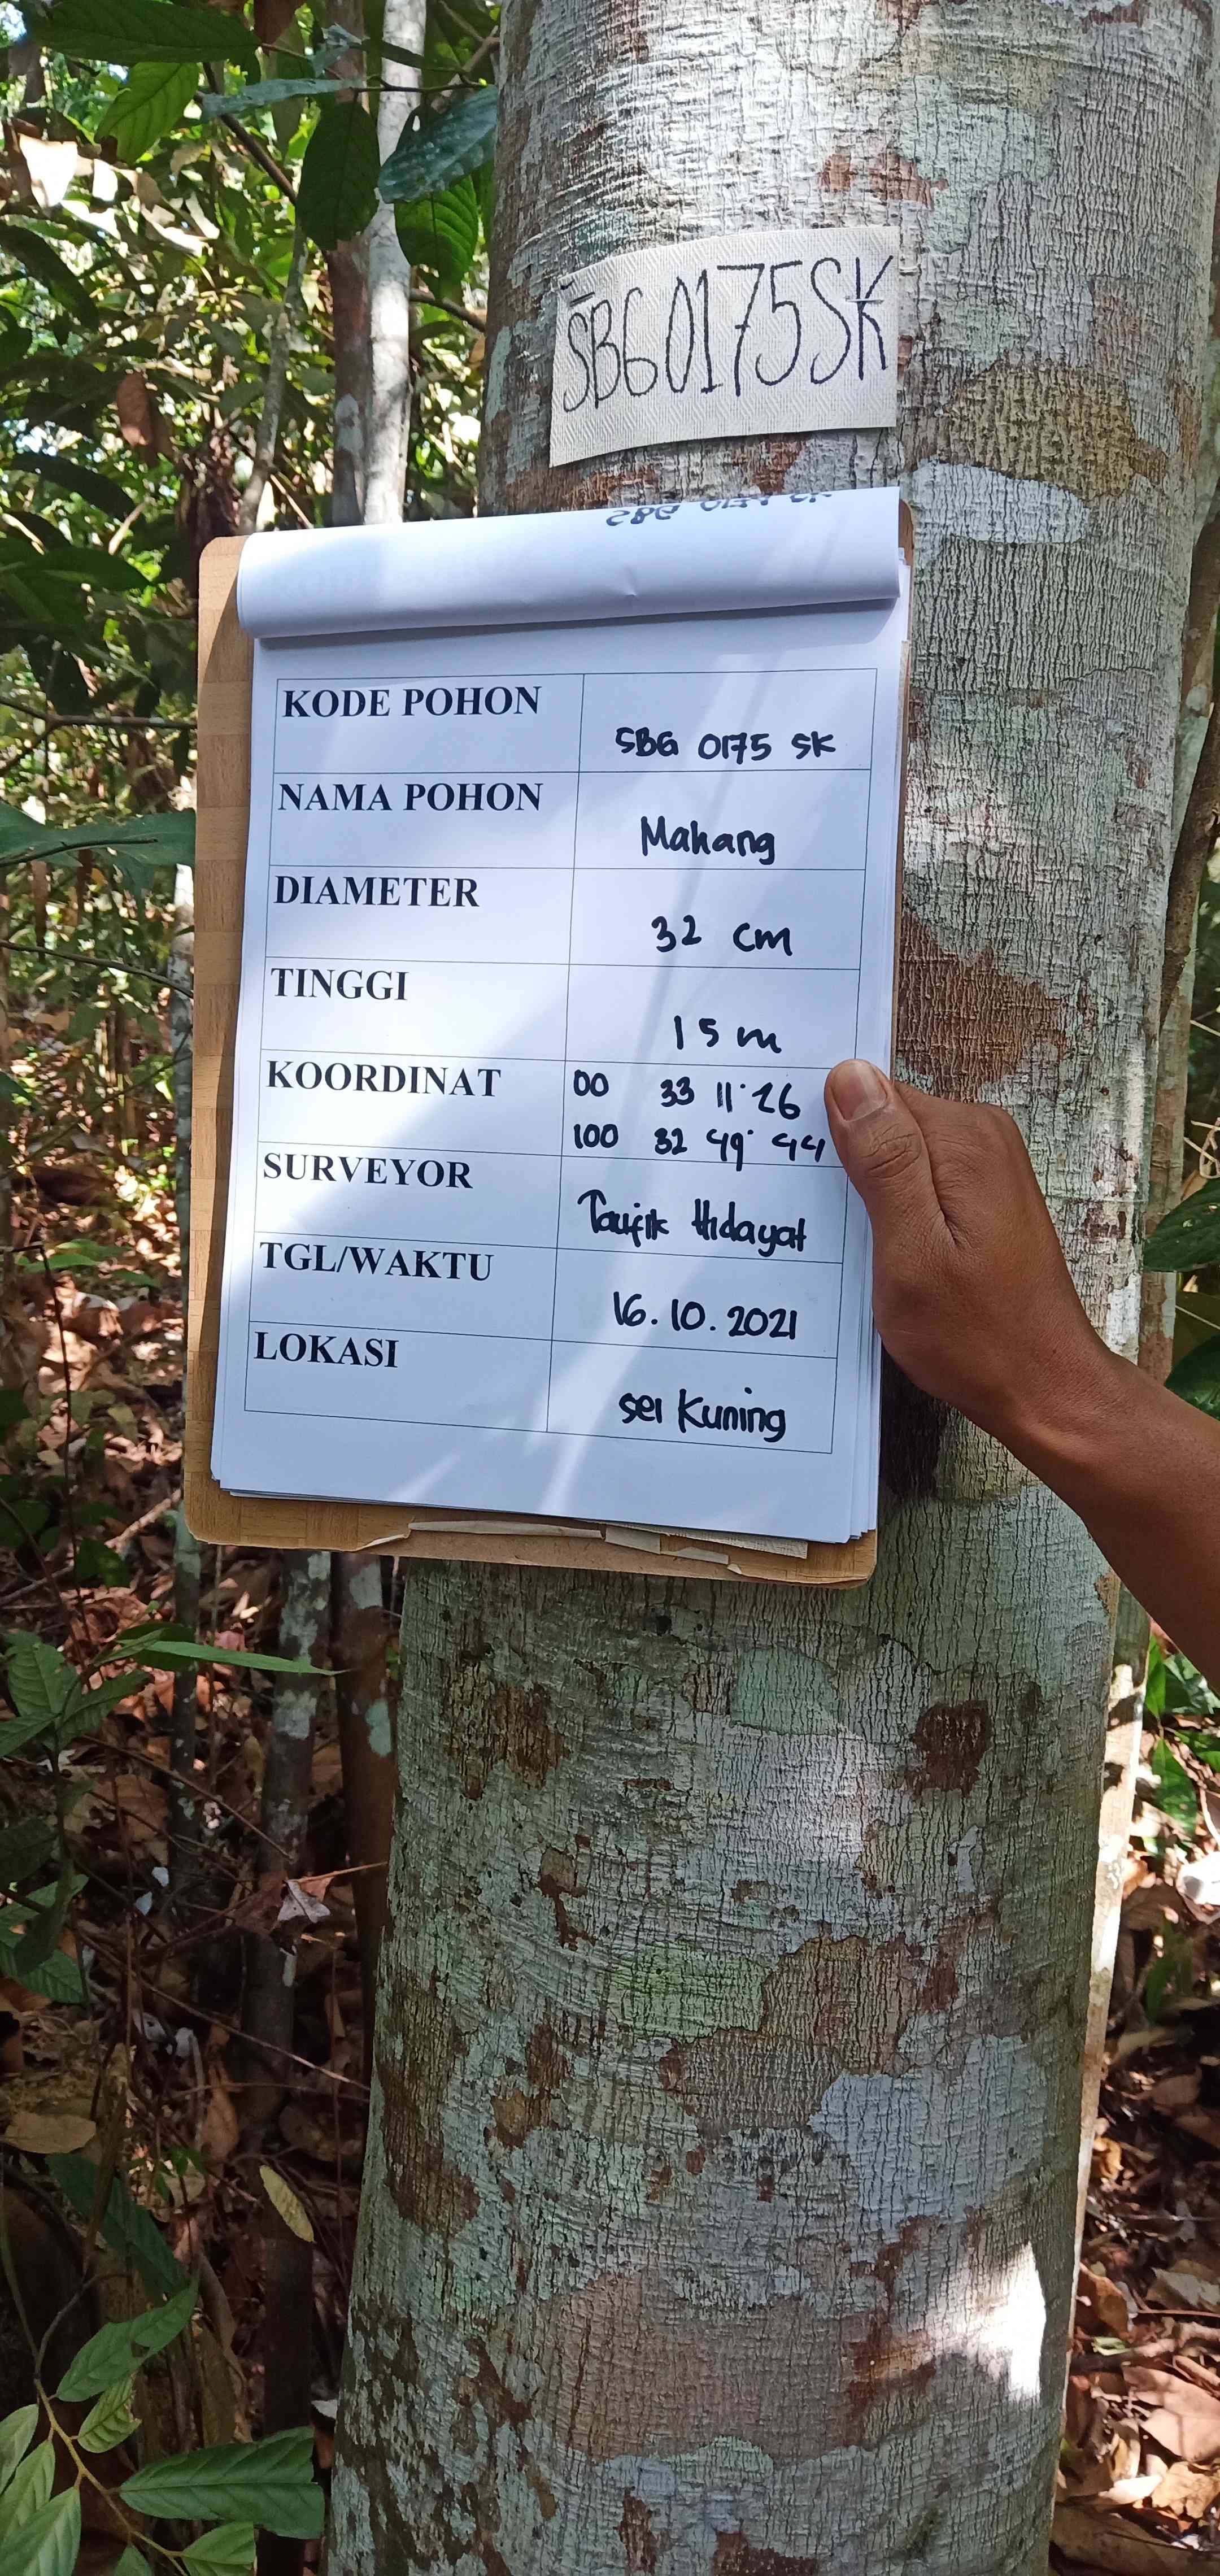 SBG0175SK
KODE POHON
SBG 0175 SK
NAMA POHON
Mahang
DIAMETER
32 cm
TINGGI
15 m
KOORDINAT
00 33 11.26
100 32 49.44
SURVEYOR
Taufik Hidayat
TGL/WAKTU
16.10.2021
LOKASI
Sei Kuning